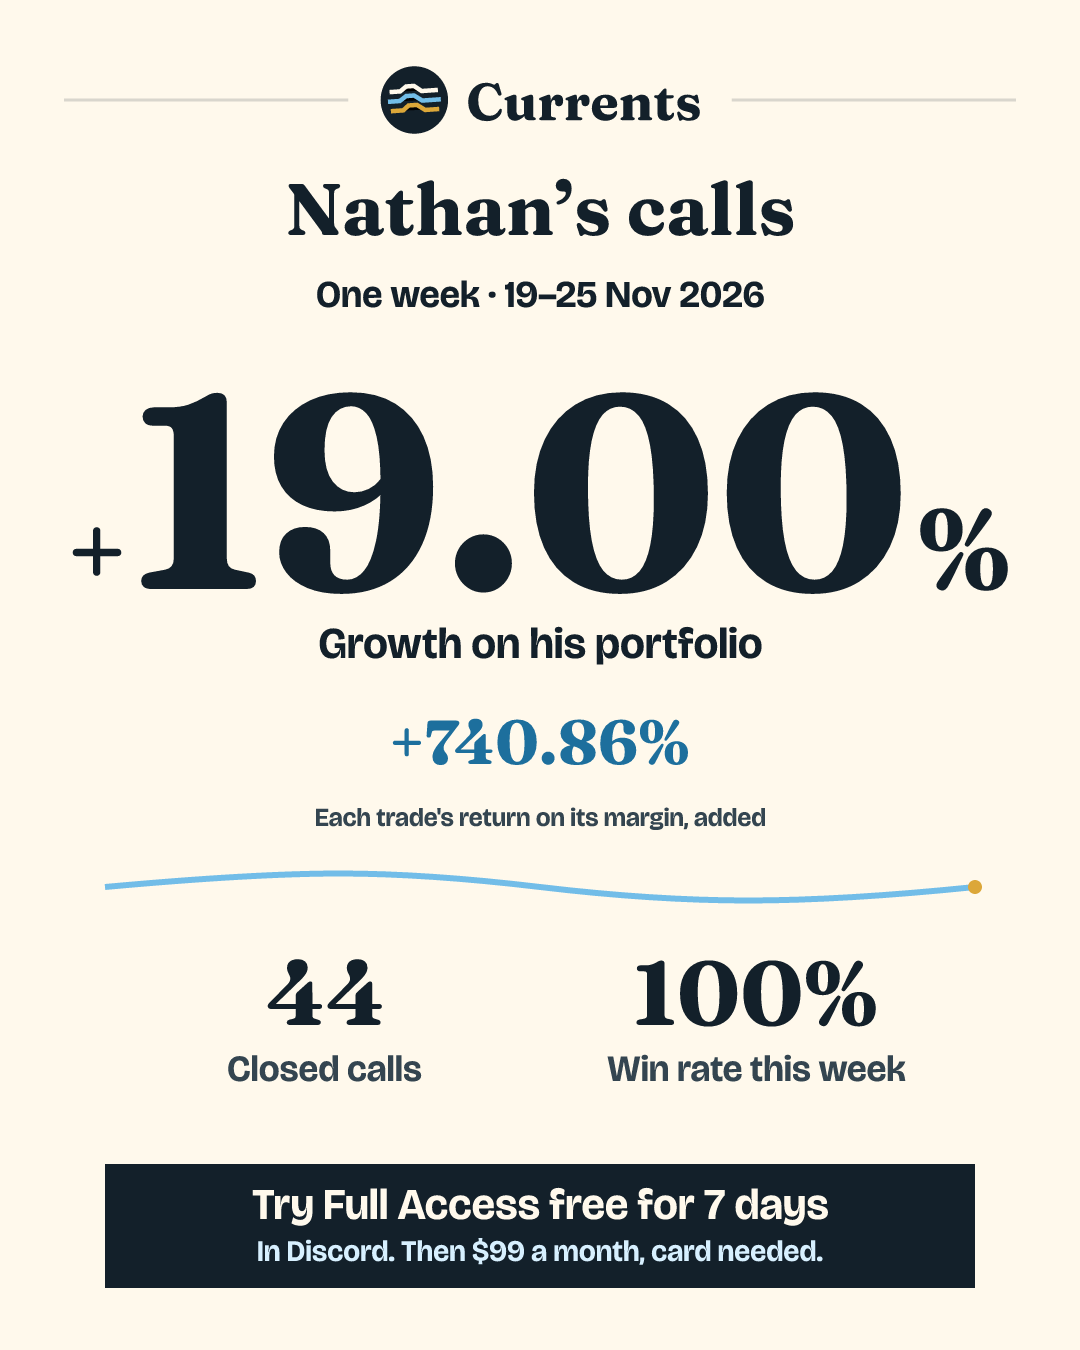 Currents
Nathan’s calls
One week · 19–25 Nov 2026
+19.00%
Growth on his portfolio
+740.86%
Each trade's return on its margin, added
44
Closed calls
100%
Win rate this week
Try Full Access free for 7 days
In Discord. Then $99 a month, card needed.